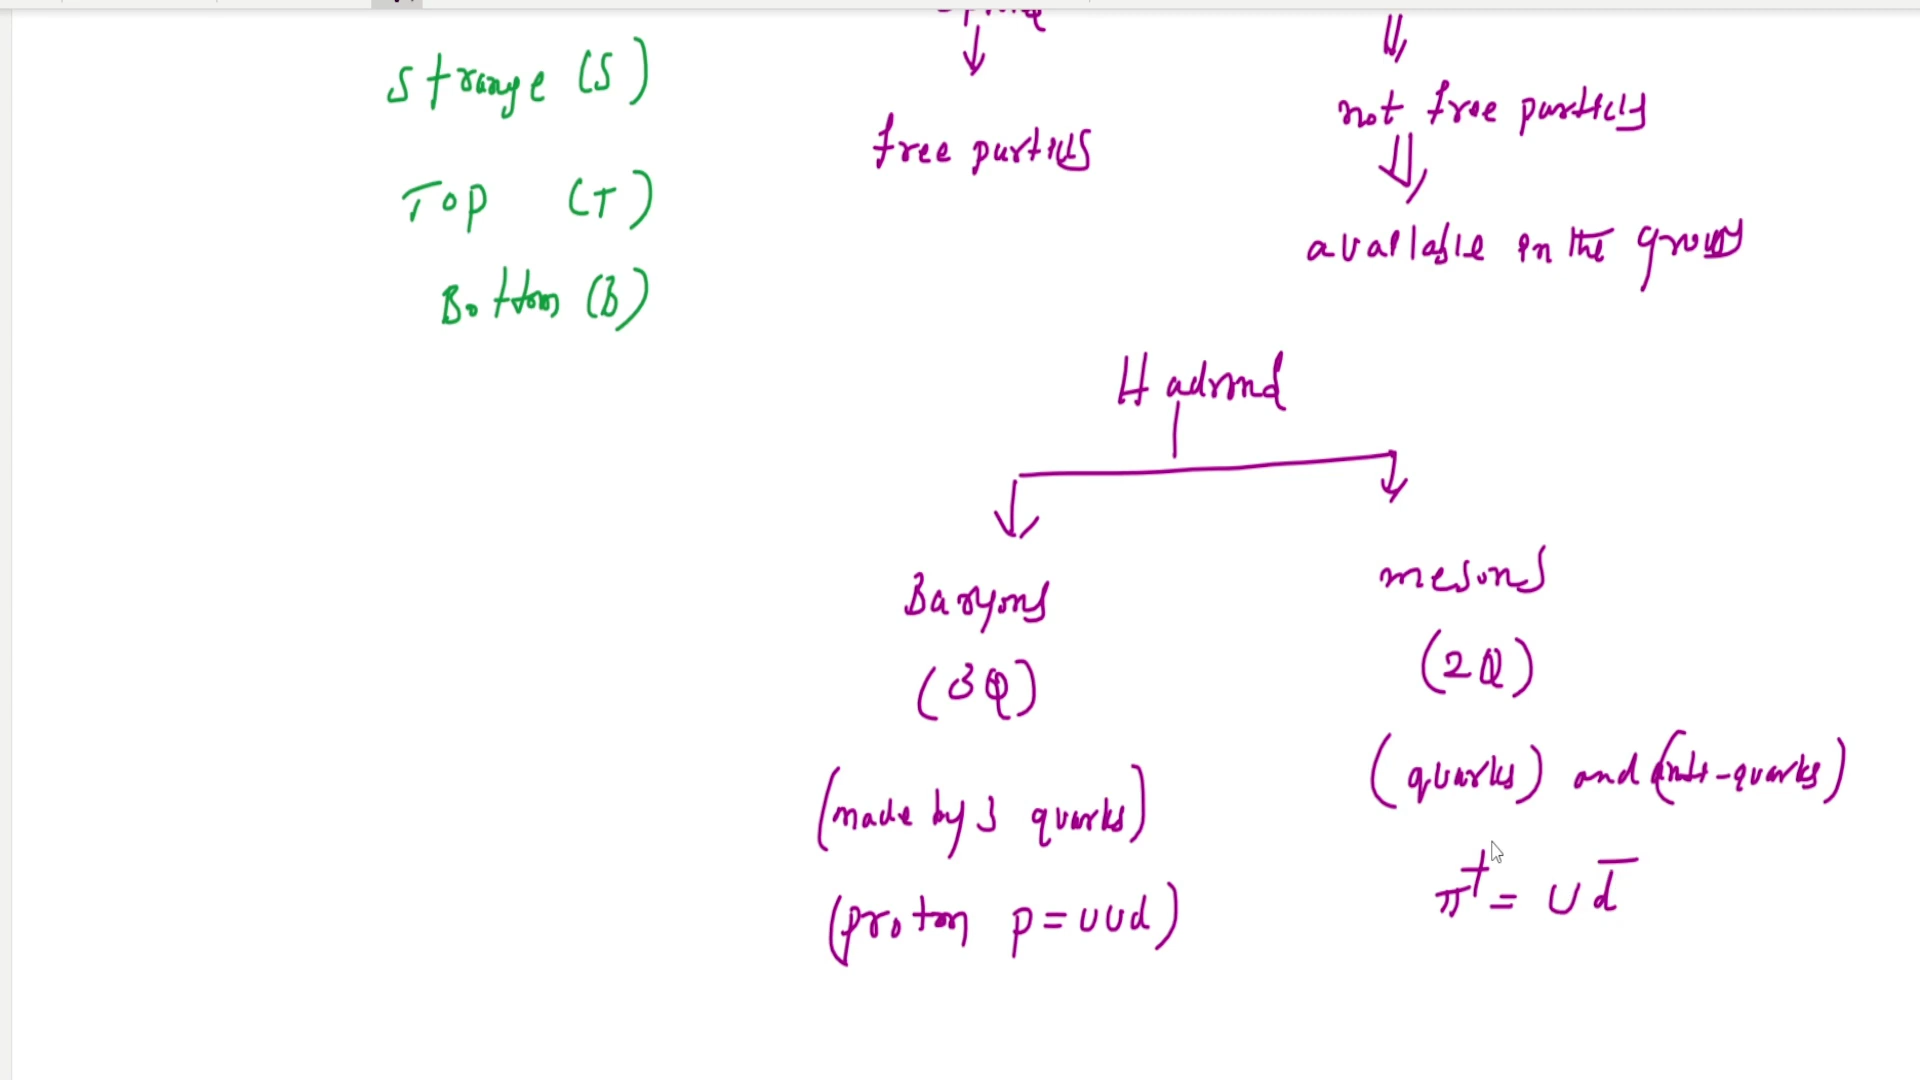 Strange (S)
Top (T)
Bottom (B)
free particles
not free particles
available in the group
Hadrond
Baryons
(3Q)
(made by 3 quarks)
(proton p = uud)
mesons
(2Q)
(quarks) and (anti-quarks)
π⁺ = u d̅